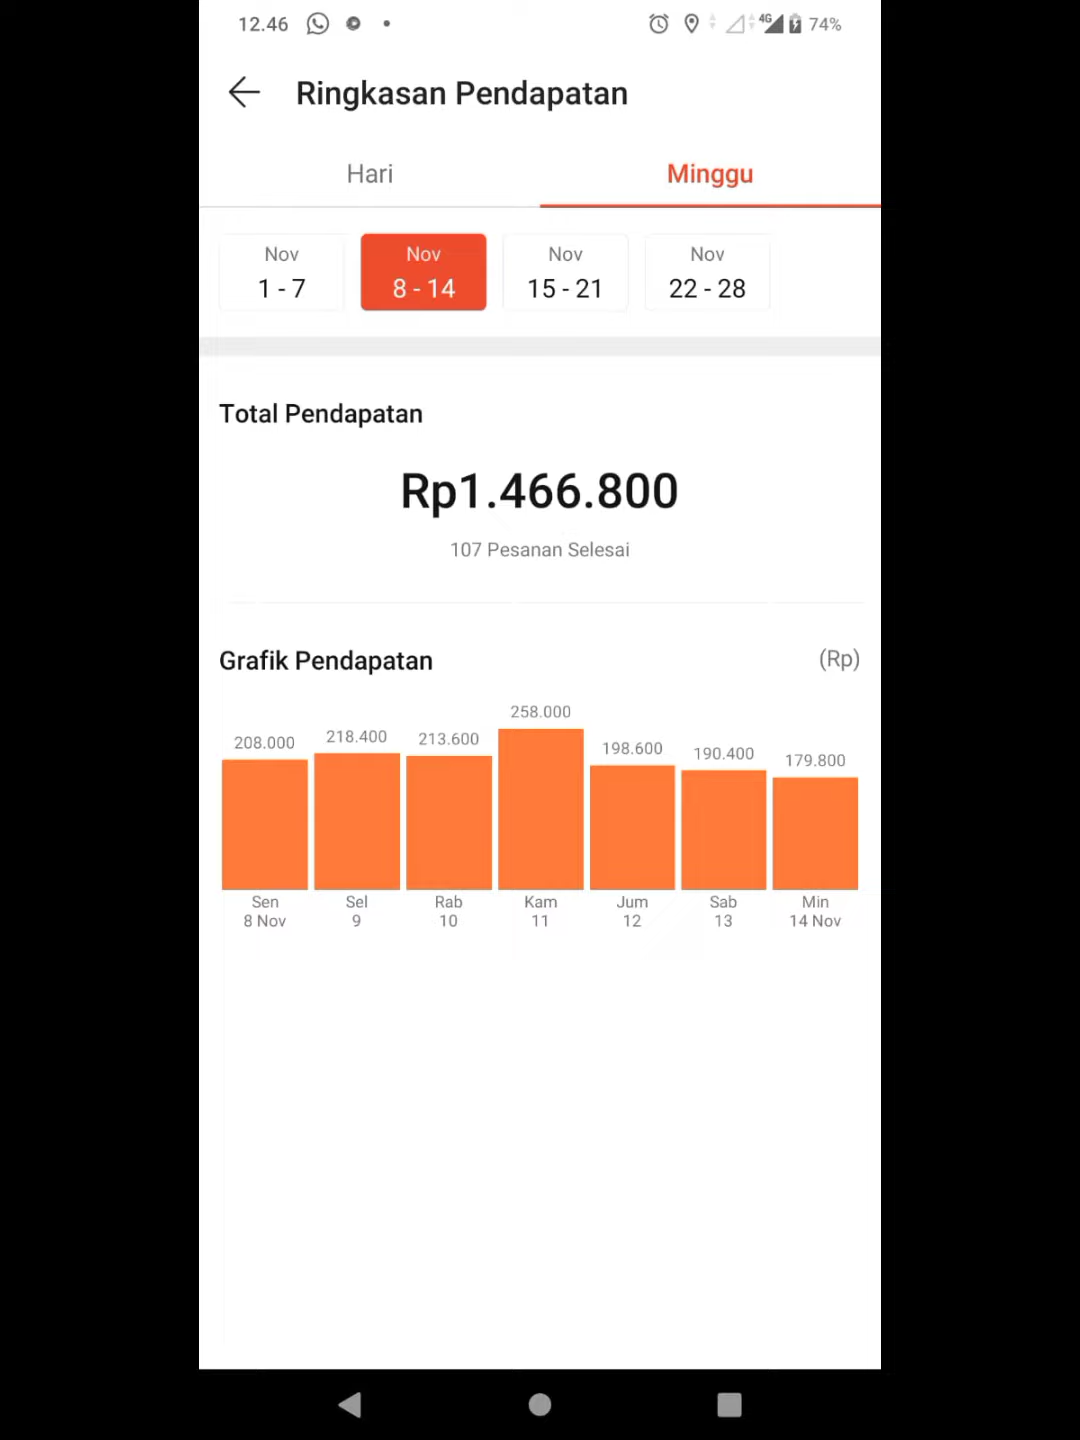 12.46 4G 74%
Ringkasan Pendapatan
Hari Minggu
Nov Nov Nov Nov
1 - 7 8 - 14 15 - 21 22 - 28
Total Pendapatan
Rp1.466.800
107 Pesanan Selesai
Grafik Pendapatan (Rp)
208.000 218.400 213.600 258.000 198.600 190.400 179.800
Sen Sel Rab Kam Jum Sab Min
8 Nov 9 10 11 12 13 14 Nov